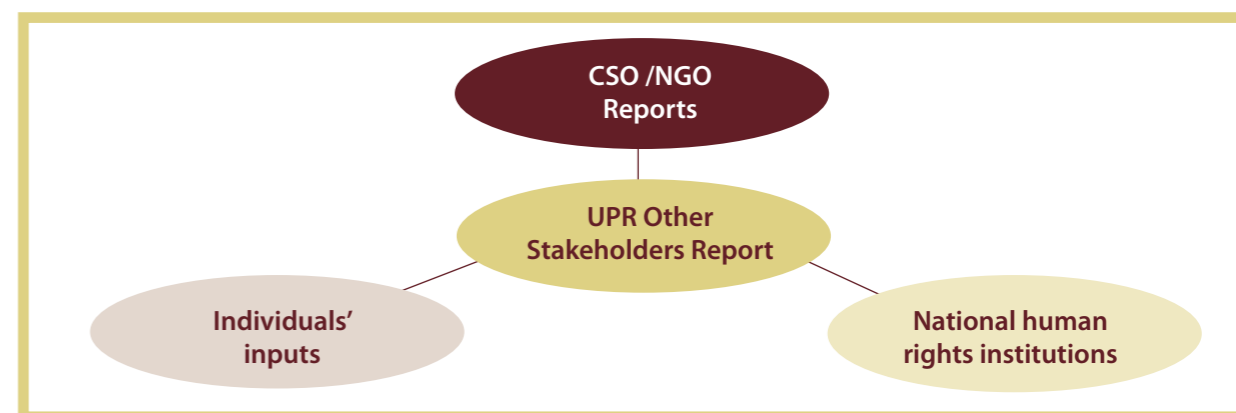 CSO /NGO
Reports
UPR Other
Stakeholders Report
Individuals’
inputs
National human
rights institutions